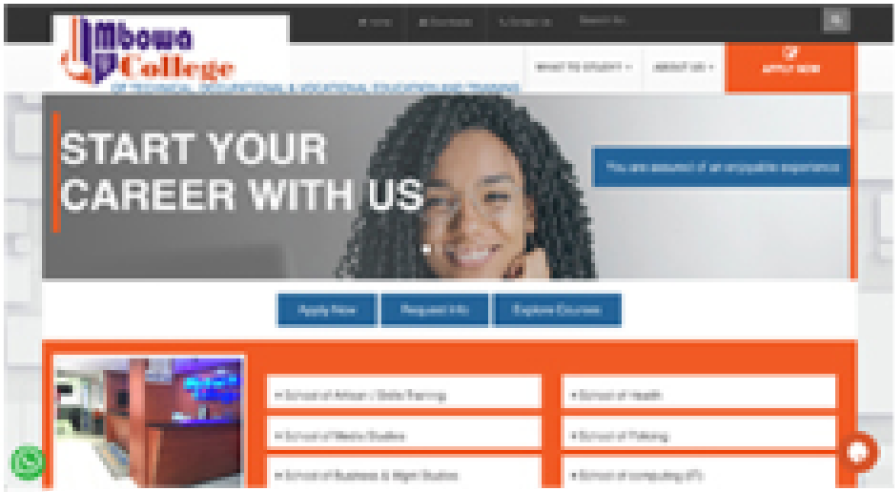 Home Downloads Contact Us Search for
Mbowa
College
OF TECHNICAL, OCCUPATIONAL & VOCATIONAL EDUCATION AND TRAINING
WHAT TO STUDY? ABOUT US
APPLY NOW
START YOUR
CAREER WITH US
You are assured of an enjoyable experience
Apply Now Request Info Explore Courses
• School of Artisan / Skills Training
• School of Health
• School of Media Studies
• School of Policing
• School of Business & Mgnt Studies
• School of computing (IT)